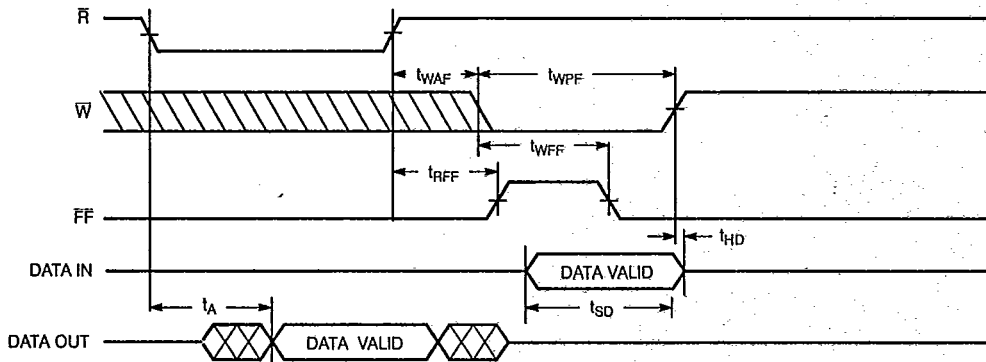 R̅
t_WAF t_WPF
W̅
t_WFF
t_RFF
F̅F̅
t_HD
DATA IN DATA VALID
t_A t_SD
DATA OUT DATA VALID